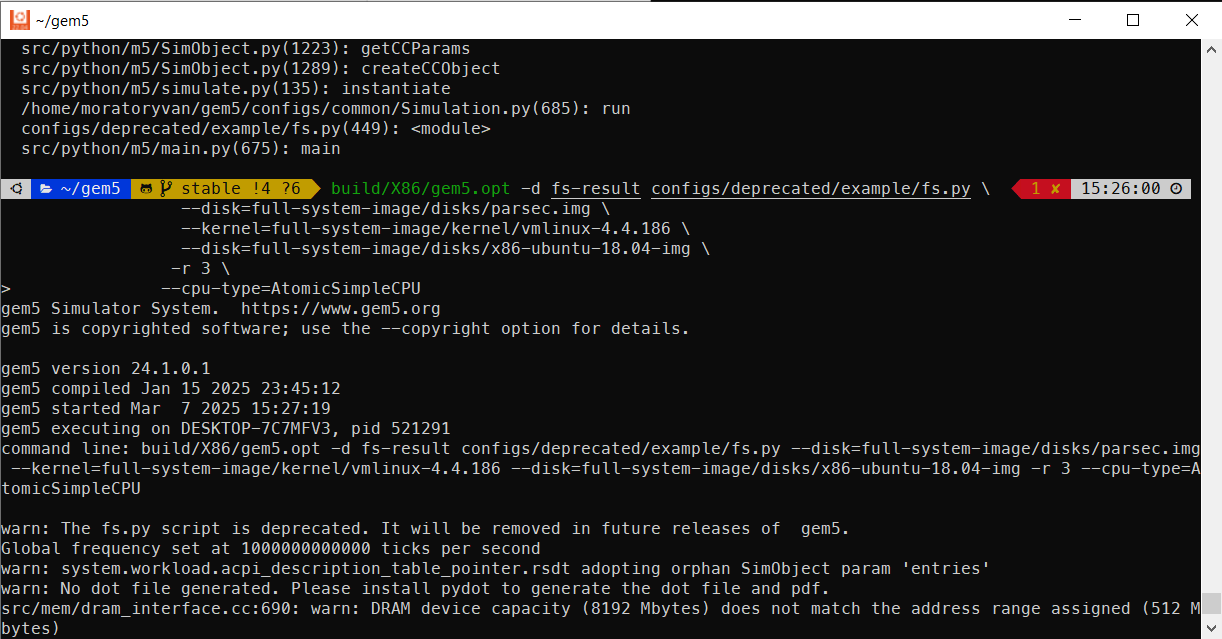 ~/gem5
src/python/m5/SimObject.py(1223): getCCParams
src/python/m5/SimObject.py(1289): createCCObject
src/python/m5/simulate.py(135): instantiate
/home/moratoryvan/gem5/configs/common/Simulation.py(685): run
configs/deprecated/example/fs.py(449): <module>
src/python/m5/main.py(675): main
~/gem5 stable !4 ?6 build/X86/gem5.opt -d fs-result configs/deprecated/example/fs.py \ 1 ✘ 15:26:00
--disk=full-system-image/disks/parsec.img \
--kernel=full-system-image/kernel/vmlinux-4.4.186 \
--disk=full-system-image/disks/x86-ubuntu-18.04-img \
-r 3 \
> --cpu-type=AtomicSimpleCPU
gem5 Simulator System.  https://www.gem5.org
gem5 is copyrighted software; use the --copyright option for details.
gem5 version 24.1.0.1
gem5 compiled Jan 15 2025 23:45:12
gem5 started Mar  7 2025 15:27:19
gem5 executing on DESKTOP-7C7MFV3, pid 521291
command line: build/X86/gem5.opt -d fs-result configs/deprecated/example/fs.py --disk=full-system-image/disks/parsec.img
--kernel=full-system-image/kernel/vmlinux-4.4.186 --disk=full-system-image/disks/x86-ubuntu-18.04-img -r 3 --cpu-type=A
tomicSimpleCPU
warn: The fs.py script is deprecated. It will be removed in future releases of  gem5.
Global frequency set at 1000000000000 ticks per second
warn: system.workload.acpi_description_table_pointer.rsdt adopting orphan SimObject param 'entries'
warn: No dot file generated. Please install pydot to generate the dot file and pdf.
src/mem/dram_interface.cc:690: warn: DRAM device capacity (8192 Mbytes) does not match the address range assigned (512 M
bytes)